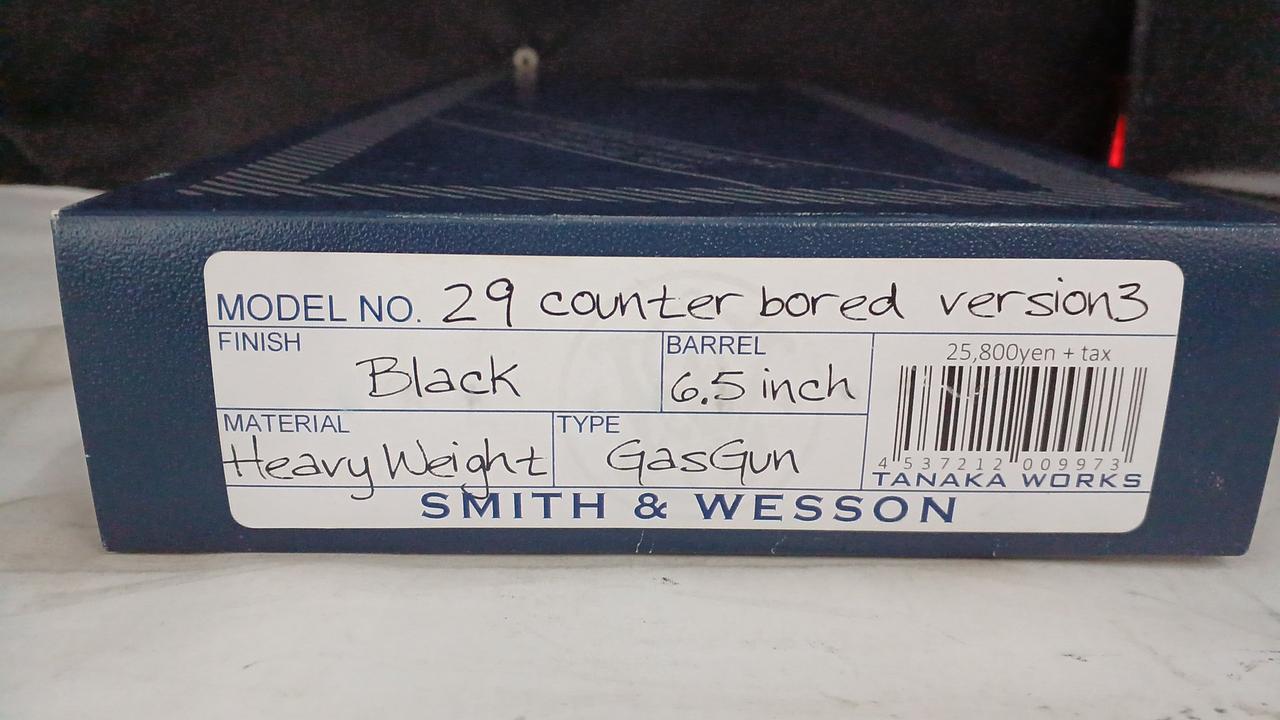 MODEL NO. 29 counter bored version3
FINISH
Black
BARREL
6.5 inch
25,800yen + tax
MATERIAL
Heavy Weight
TYPE
GasGun
4 537212 009973
TANAKA WORKS
SMITH & WESSON